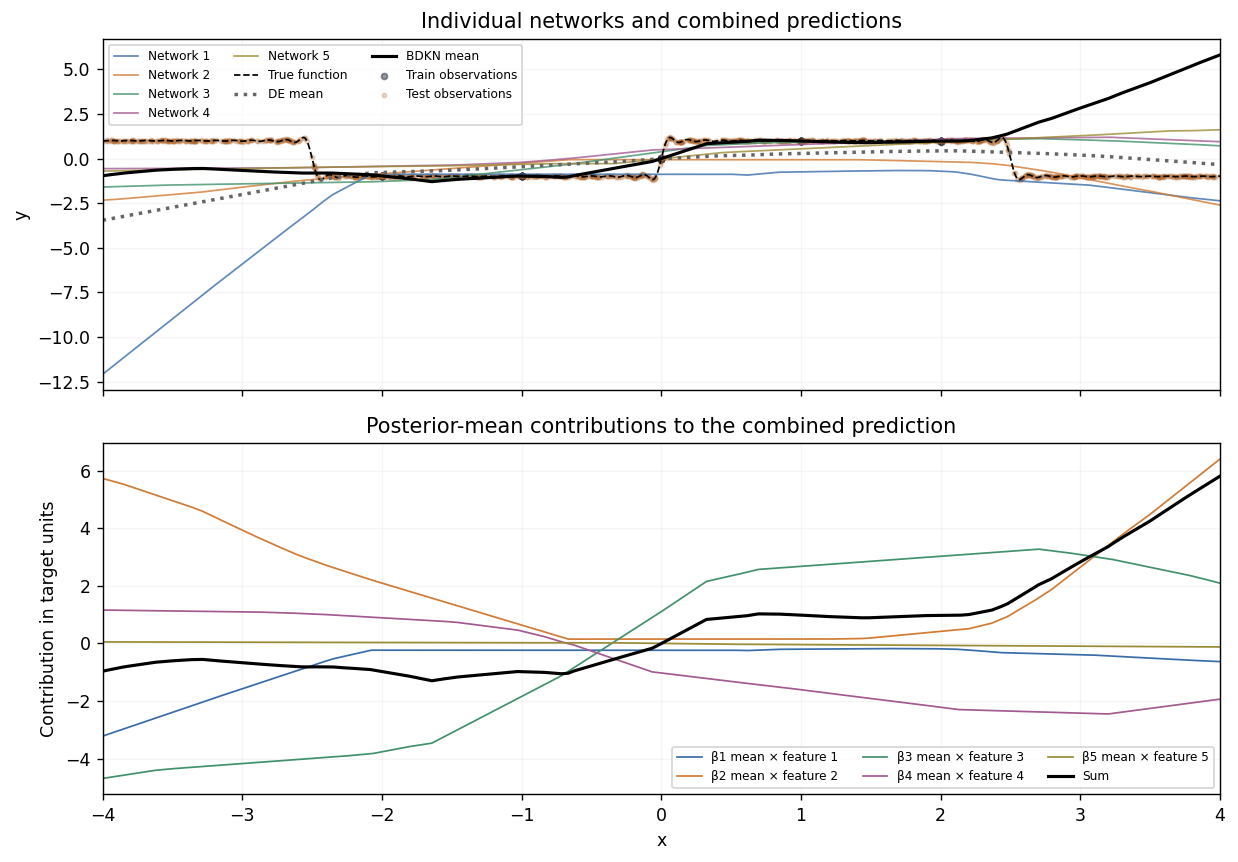 Individual networks and combined predictions
Network 1
Network 2
Network 3
Network 4
Network 5
True function
DE mean
BDKN mean
Train observations
Test observations
5.0
2.5
0.0
−2.5
−5.0
−7.5
−10.0
−12.5
y
Posterior-mean contributions to the combined prediction
6
4
2
0
−2
−4
Contribution in target units
β1 mean × feature 1
β2 mean × feature 2
β3 mean × feature 3
β4 mean × feature 4
β5 mean × feature 5
Sum
−4 −3 −2 −1 0 1 2 3 4
x